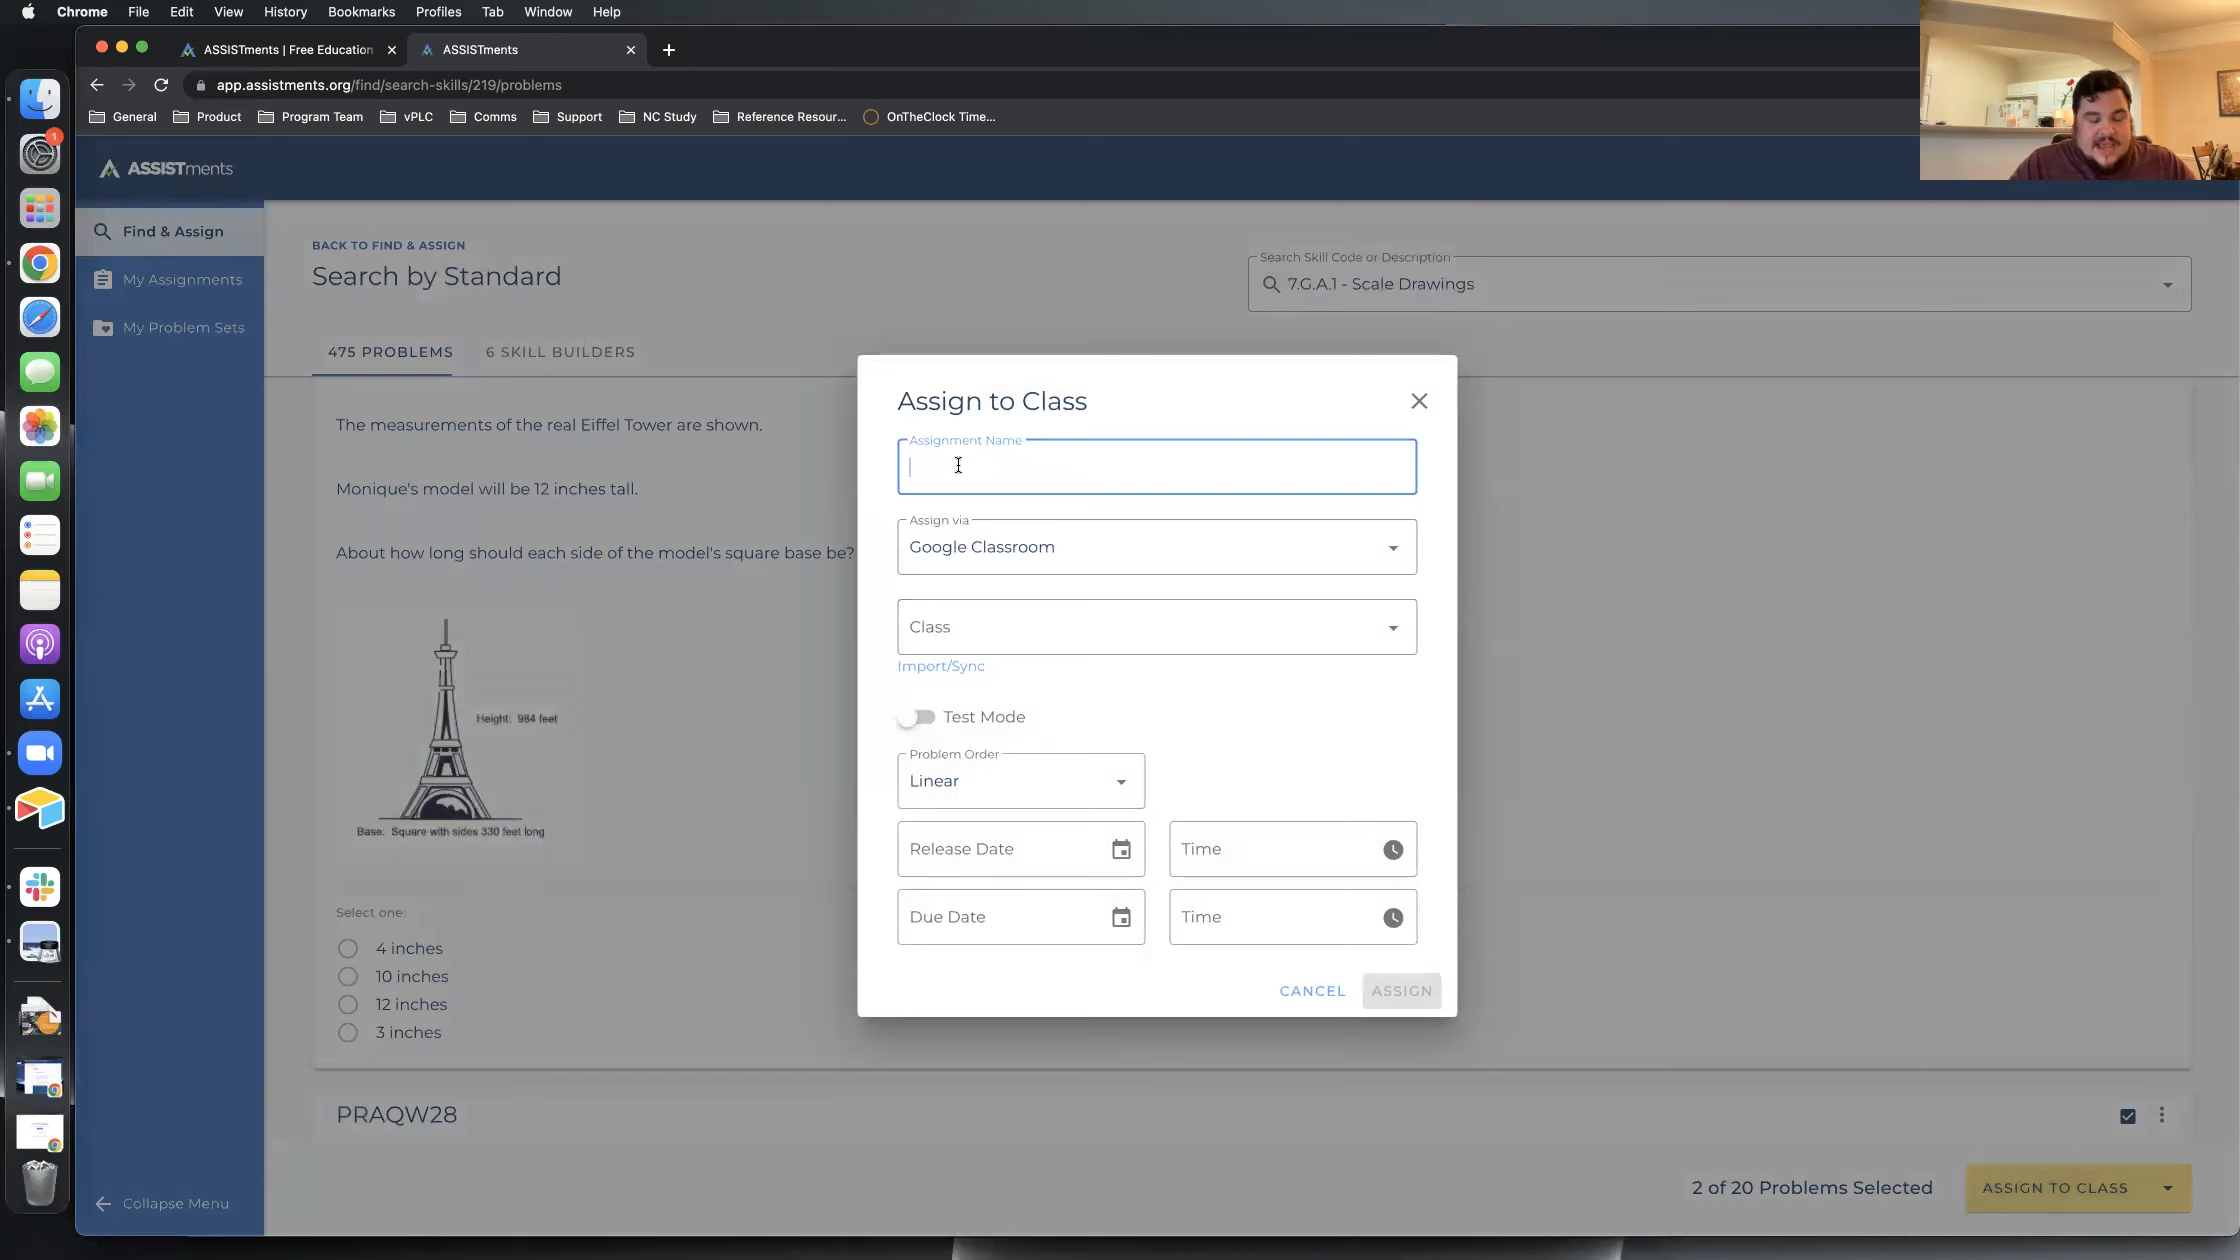 Chrome File Edit View History Bookmarks Profiles Tab Window Help
ASSISTments | Free Education
ASSISTments
app.assistments.org/find/search-skills/219/problems
General Product Program Team vPLC Comms Support NC Study Reference Resour... OnTheClock Time...
1
ASSISTments
Find & Assign
My Assignments
My Problem Sets
Collapse Menu
BACK TO FIND & ASSIGN
Search by Standard
Search Skill Code or Description
7.G.A.1 - Scale Drawings
475 PROBLEMS 6 SKILL BUILDERS
The measurements of the real Eiffel Tower are shown.
Monique's model will be 12 inches tall.
About how long should each side of the model's square base be?
Height: 984 feet
Base: Square with sides 330 feet long
Select one:
4 inches
10 inches
12 inches
3 inches
PRAQW28
Assign to Class
Assignment Name
Assign via
Google Classroom
Class
Import/Sync
Test Mode
Problem Order
Linear
Release Date Time
Due Date Time
CANCEL ASSIGN
2 of 20 Problems Selected
ASSIGN TO CLASS